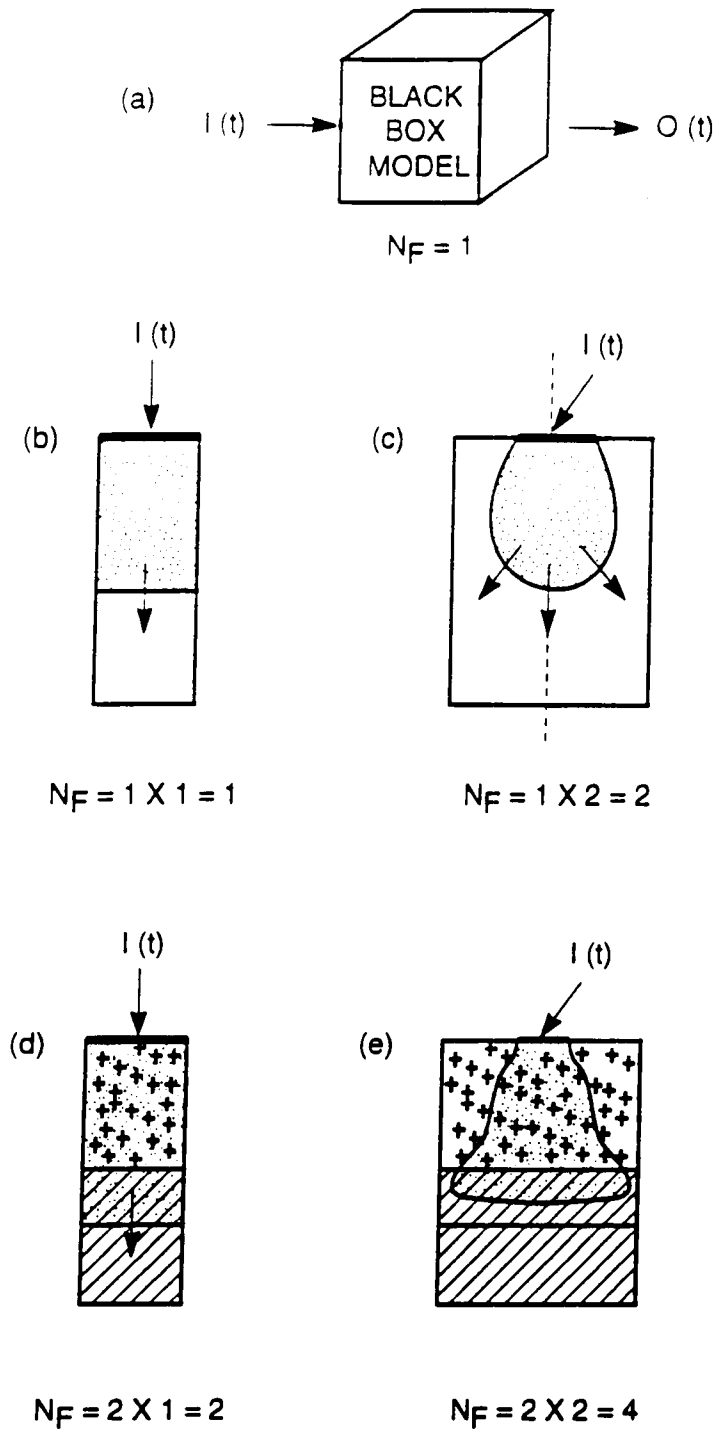 (a)
I (t)
BLACK
BOX
MODEL
O (t)
NF = 1
I (t)
I (t)
(b)
(c)
NF = 1 X 1 = 1
NF = 1 X 2 = 2
I (t)
I (t)
(d)
(e)
NF = 2 X 1 = 2
NF = 2 X 2 = 4